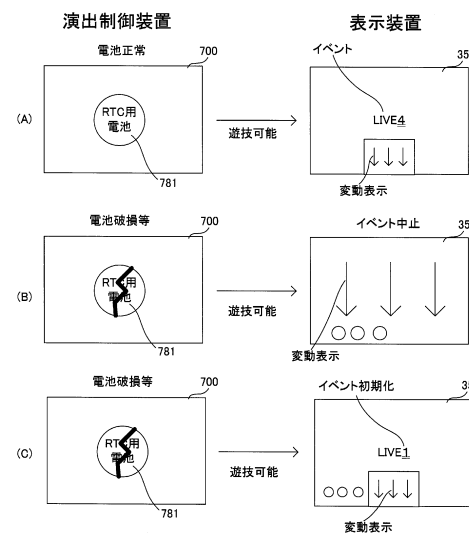 演出制御装置
表示装置
電池正常
700
イベント
35
(A)
RTC用
電池
遊技可能
LIVE4
781
変動表示
電池破損等
700
イベント中止
35
(B)
RTC用
電池
遊技可能
781
変動表示
電池破損等
700
イベント初期化
35
(C)
RTC用
電池
遊技可能
LIVE1
781
変動表示